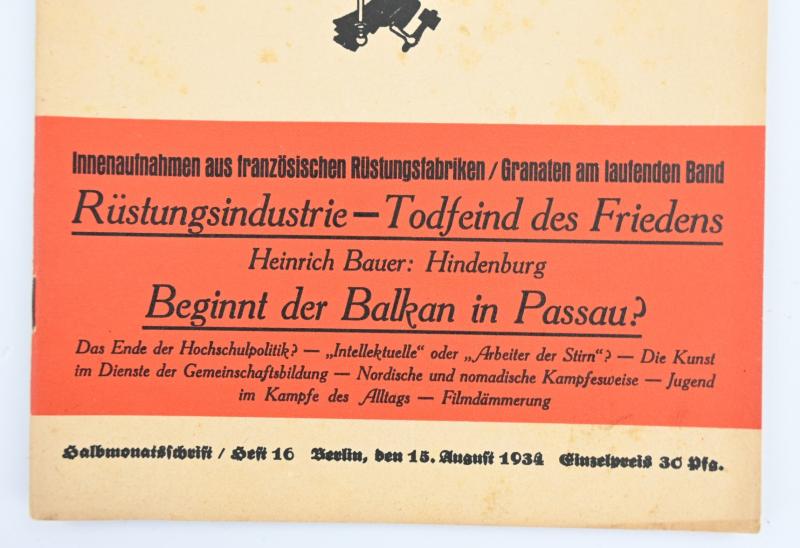 Innenaufnahmen aus französischen Rüstungsfabriken / Granaten am laufenden Band
Rüstungsindustrie — Todfeind des Friedens
Heinrich Bauer: Hindenburg
Beginnt der Balkan in Passau?
Das Ende der Hochschulpolitik? — „Intellektuelle“ oder „Arbeiter der Stirn“? — Die Kunst
im Dienste der Gemeinschaftsbildung — Nordische und nomadische Kampfesweise — Jugend
im Kampfe des Alltags — Filmdämmerung
Halbmonatsschrift / Heft 16 Berlin, den 15. August 1934 Einzelpreis 30 Pfg.